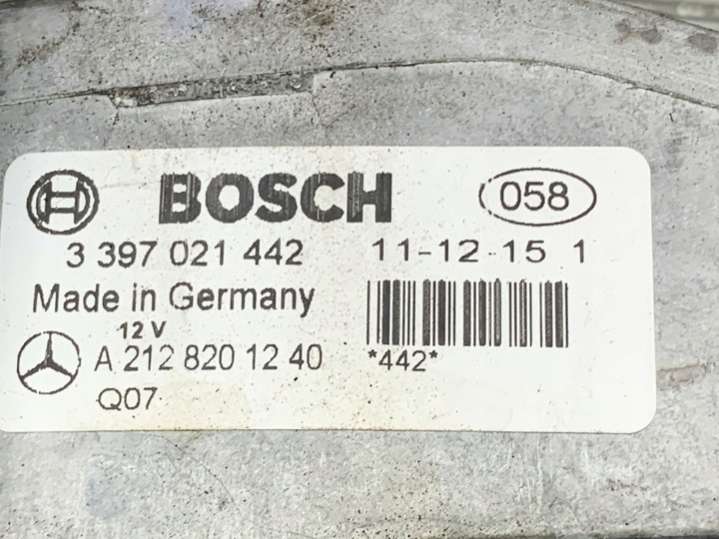 BOSCH 058
3 397 021 442 11-12-15 1
Made in Germany
12 V
A 212 820 12 40 *442*
Q07